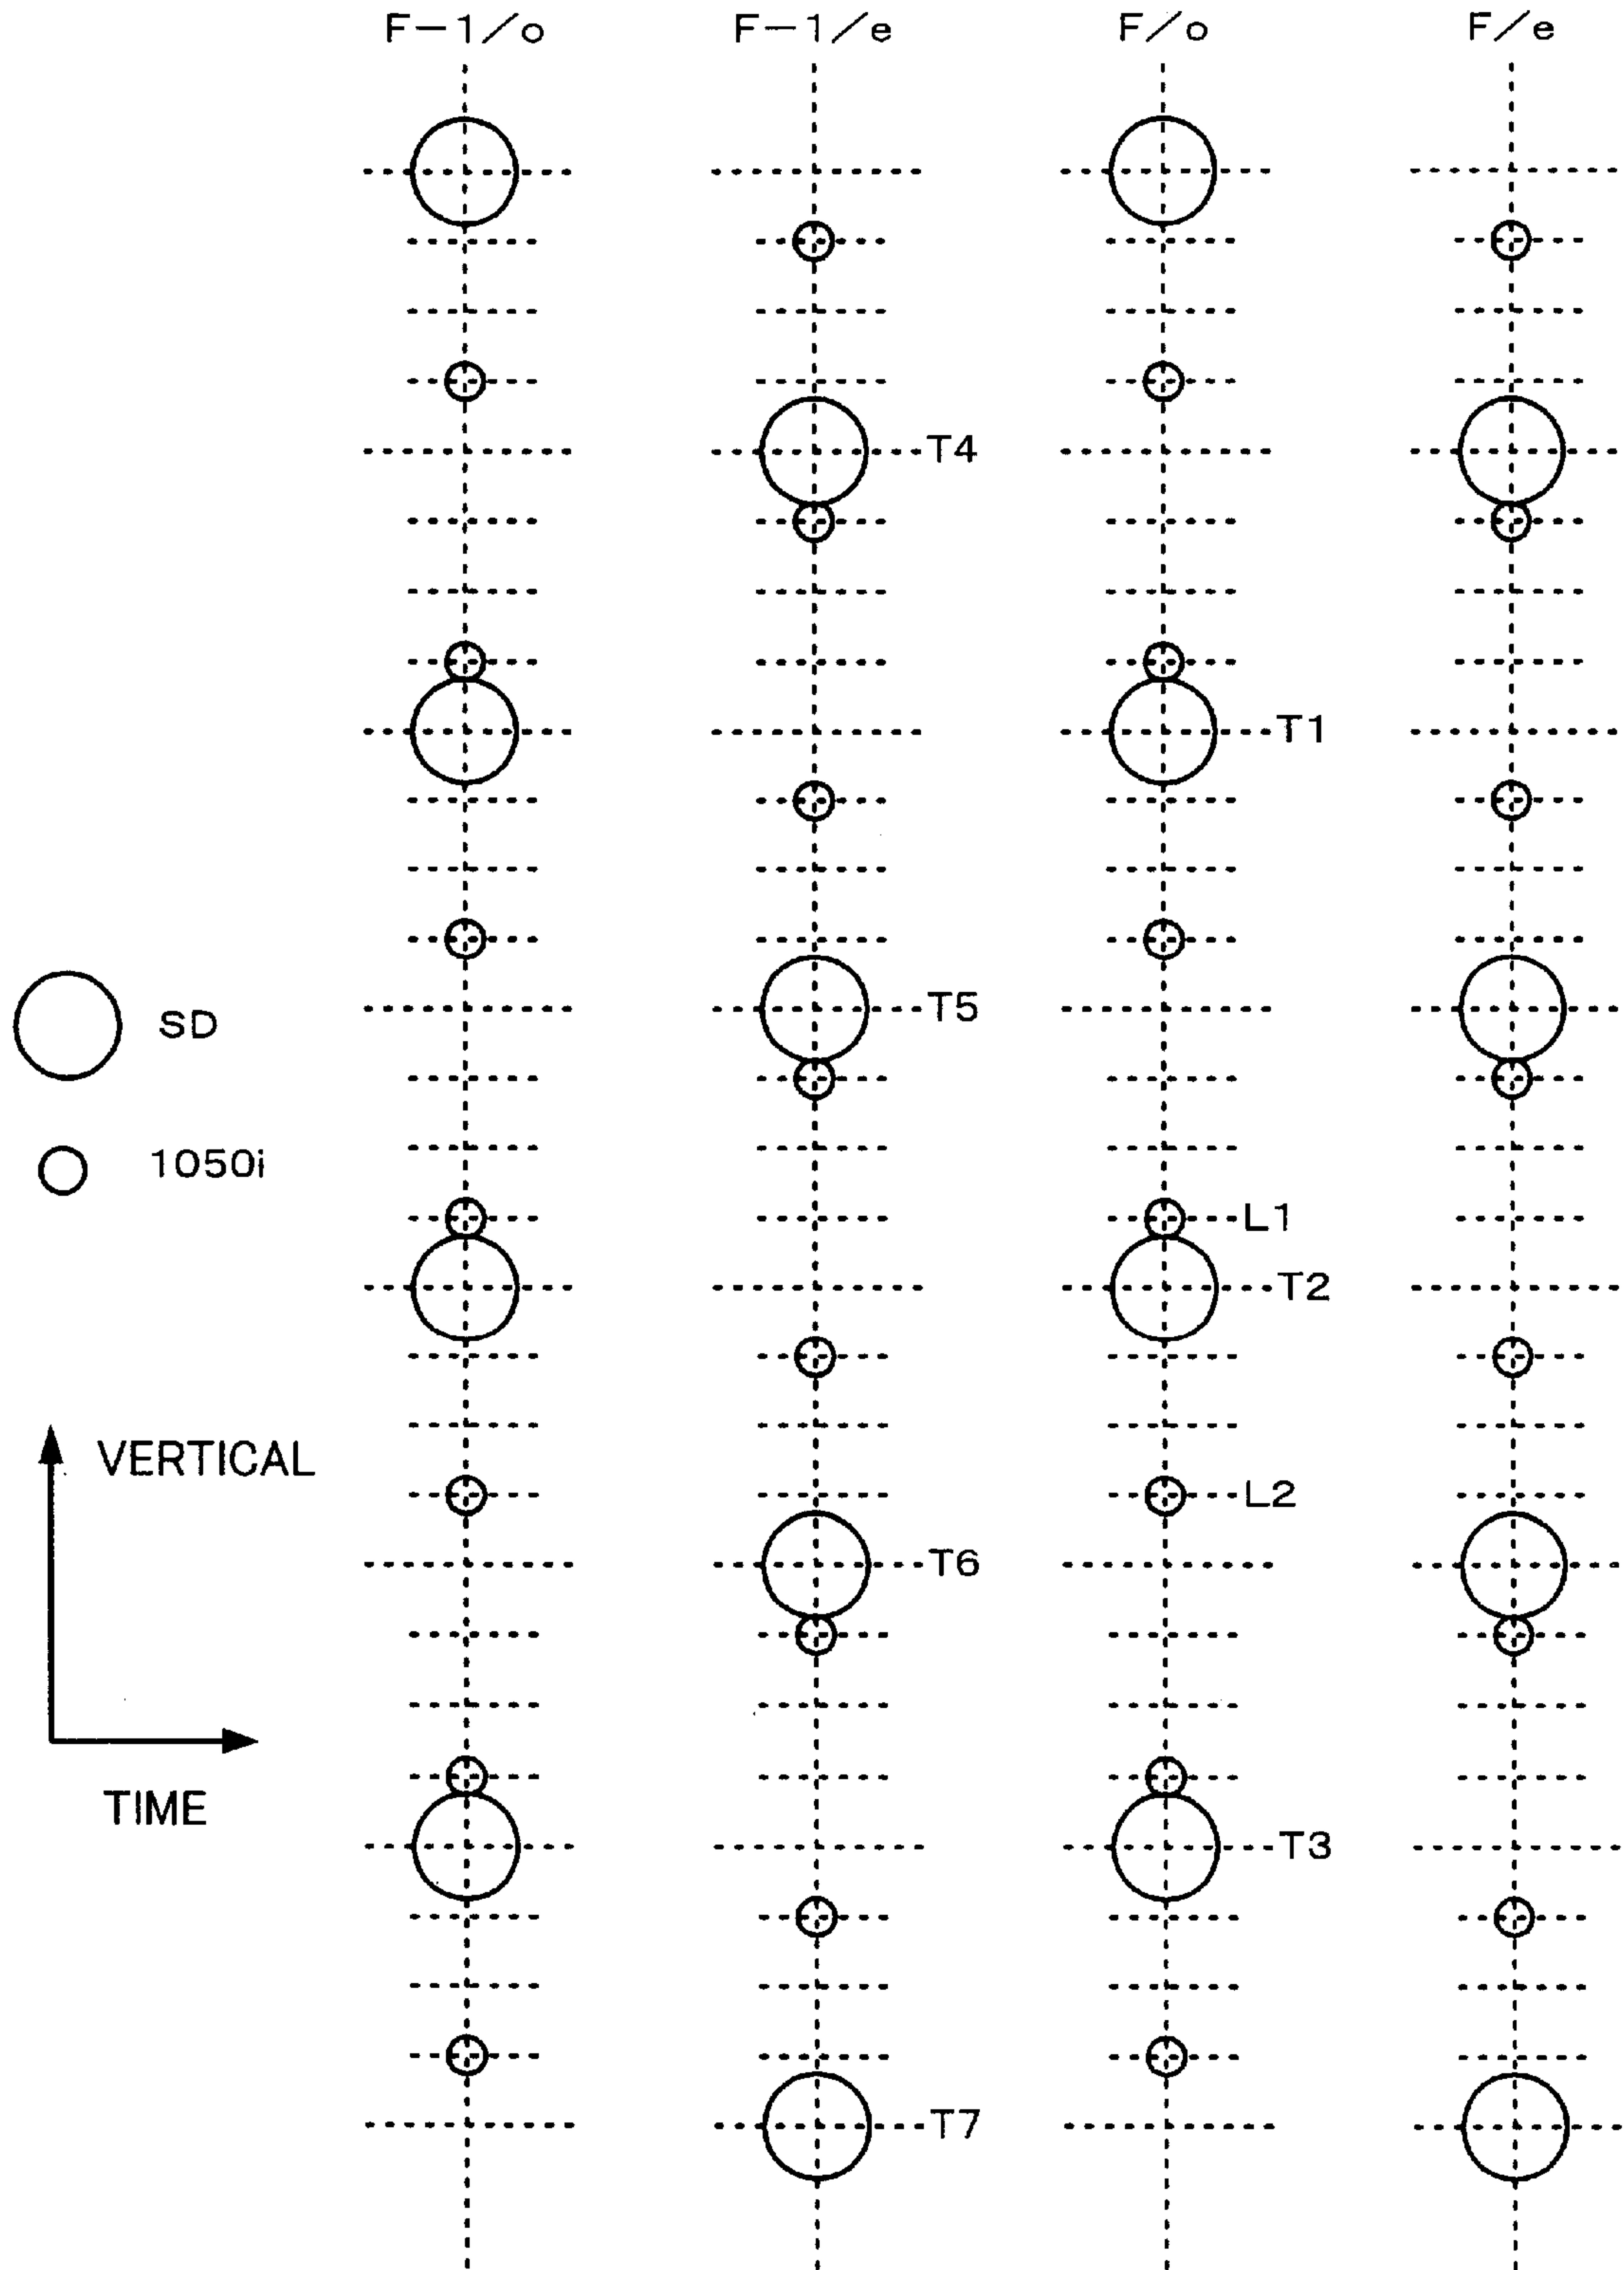 F-1/o F-1/e F/o F/e
T4
T1
T5
SD
1050i
L1
T2
VERTICAL
L2
T6
TIME
T3
T7